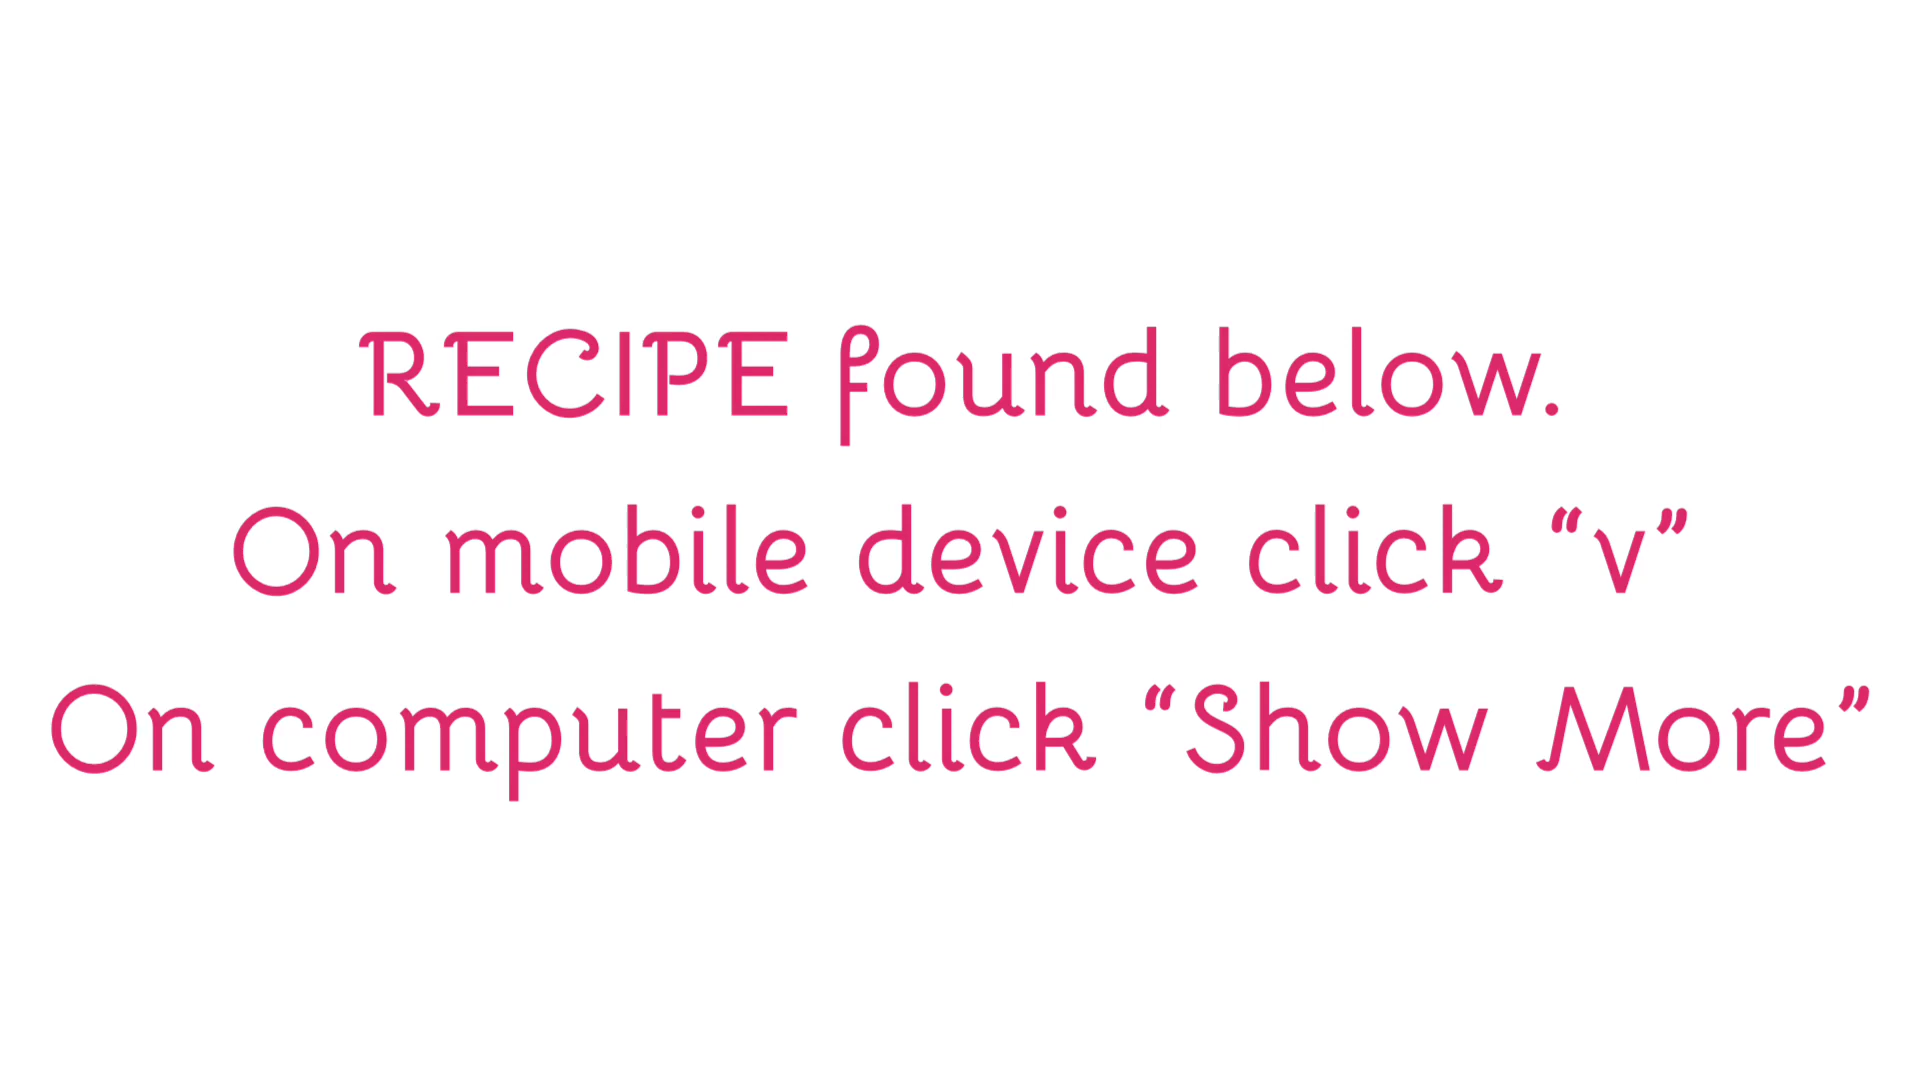 RECIPE found below.
On mobile device click “v”
On computer click “Show More”